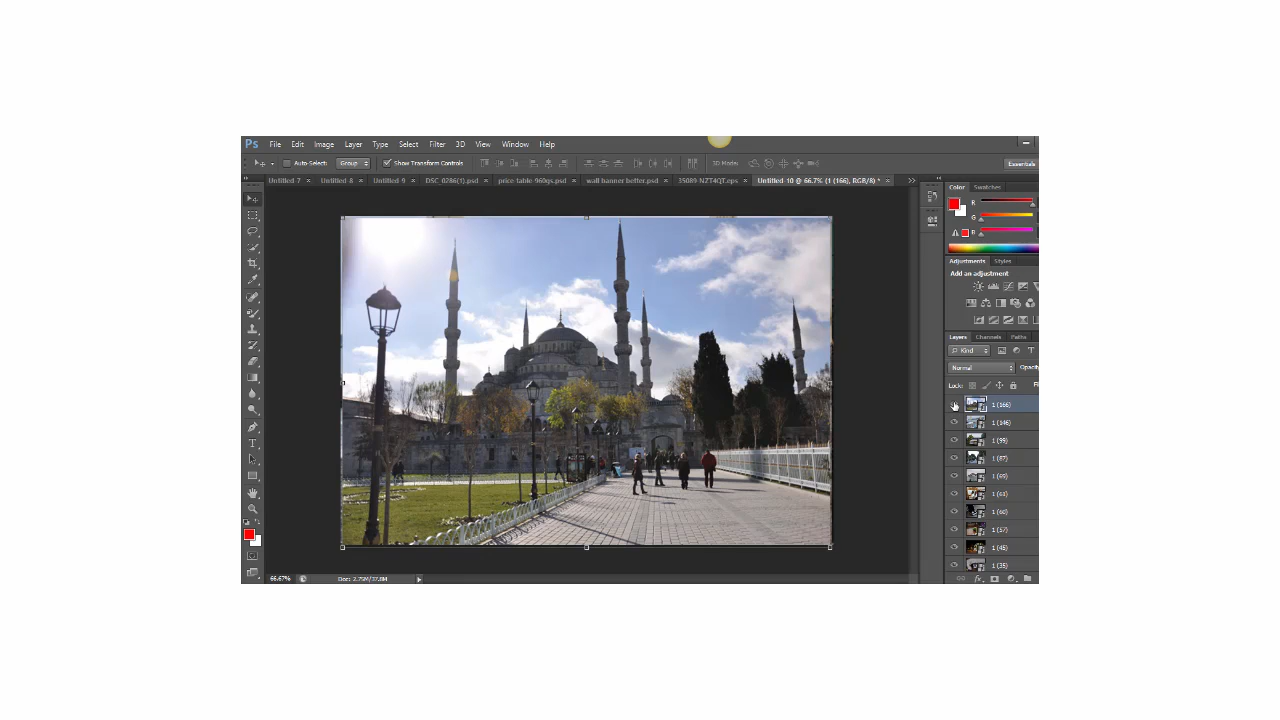 Ps File Edit Image Layer Type Select Filter 3D View Window Help
Auto-Select: Group Show Transform Controls 3D Mode: Essentials
Untitled-7 × Untitled-8 × Untitled-9 × DSC_0286(1).psd × price-table-960gs.psd × wall banner better.psd × 35089-NZT4QT.eps × Untitled-10 @ 66.7% (1 (166), RGB/8) * ×
Color Swatches
R
G
B
Adjustments Styles
Add an adjustment
Layers Channels Paths
Kind
Normal Opacity
Lock:
1 (166)
1 (146)
1 (99)
1 (87)
1 (69)
1 (61)
1 (60)
1 (57)
1 (45)
1 (35)
66.67% Doc: 2.75M/37.8M